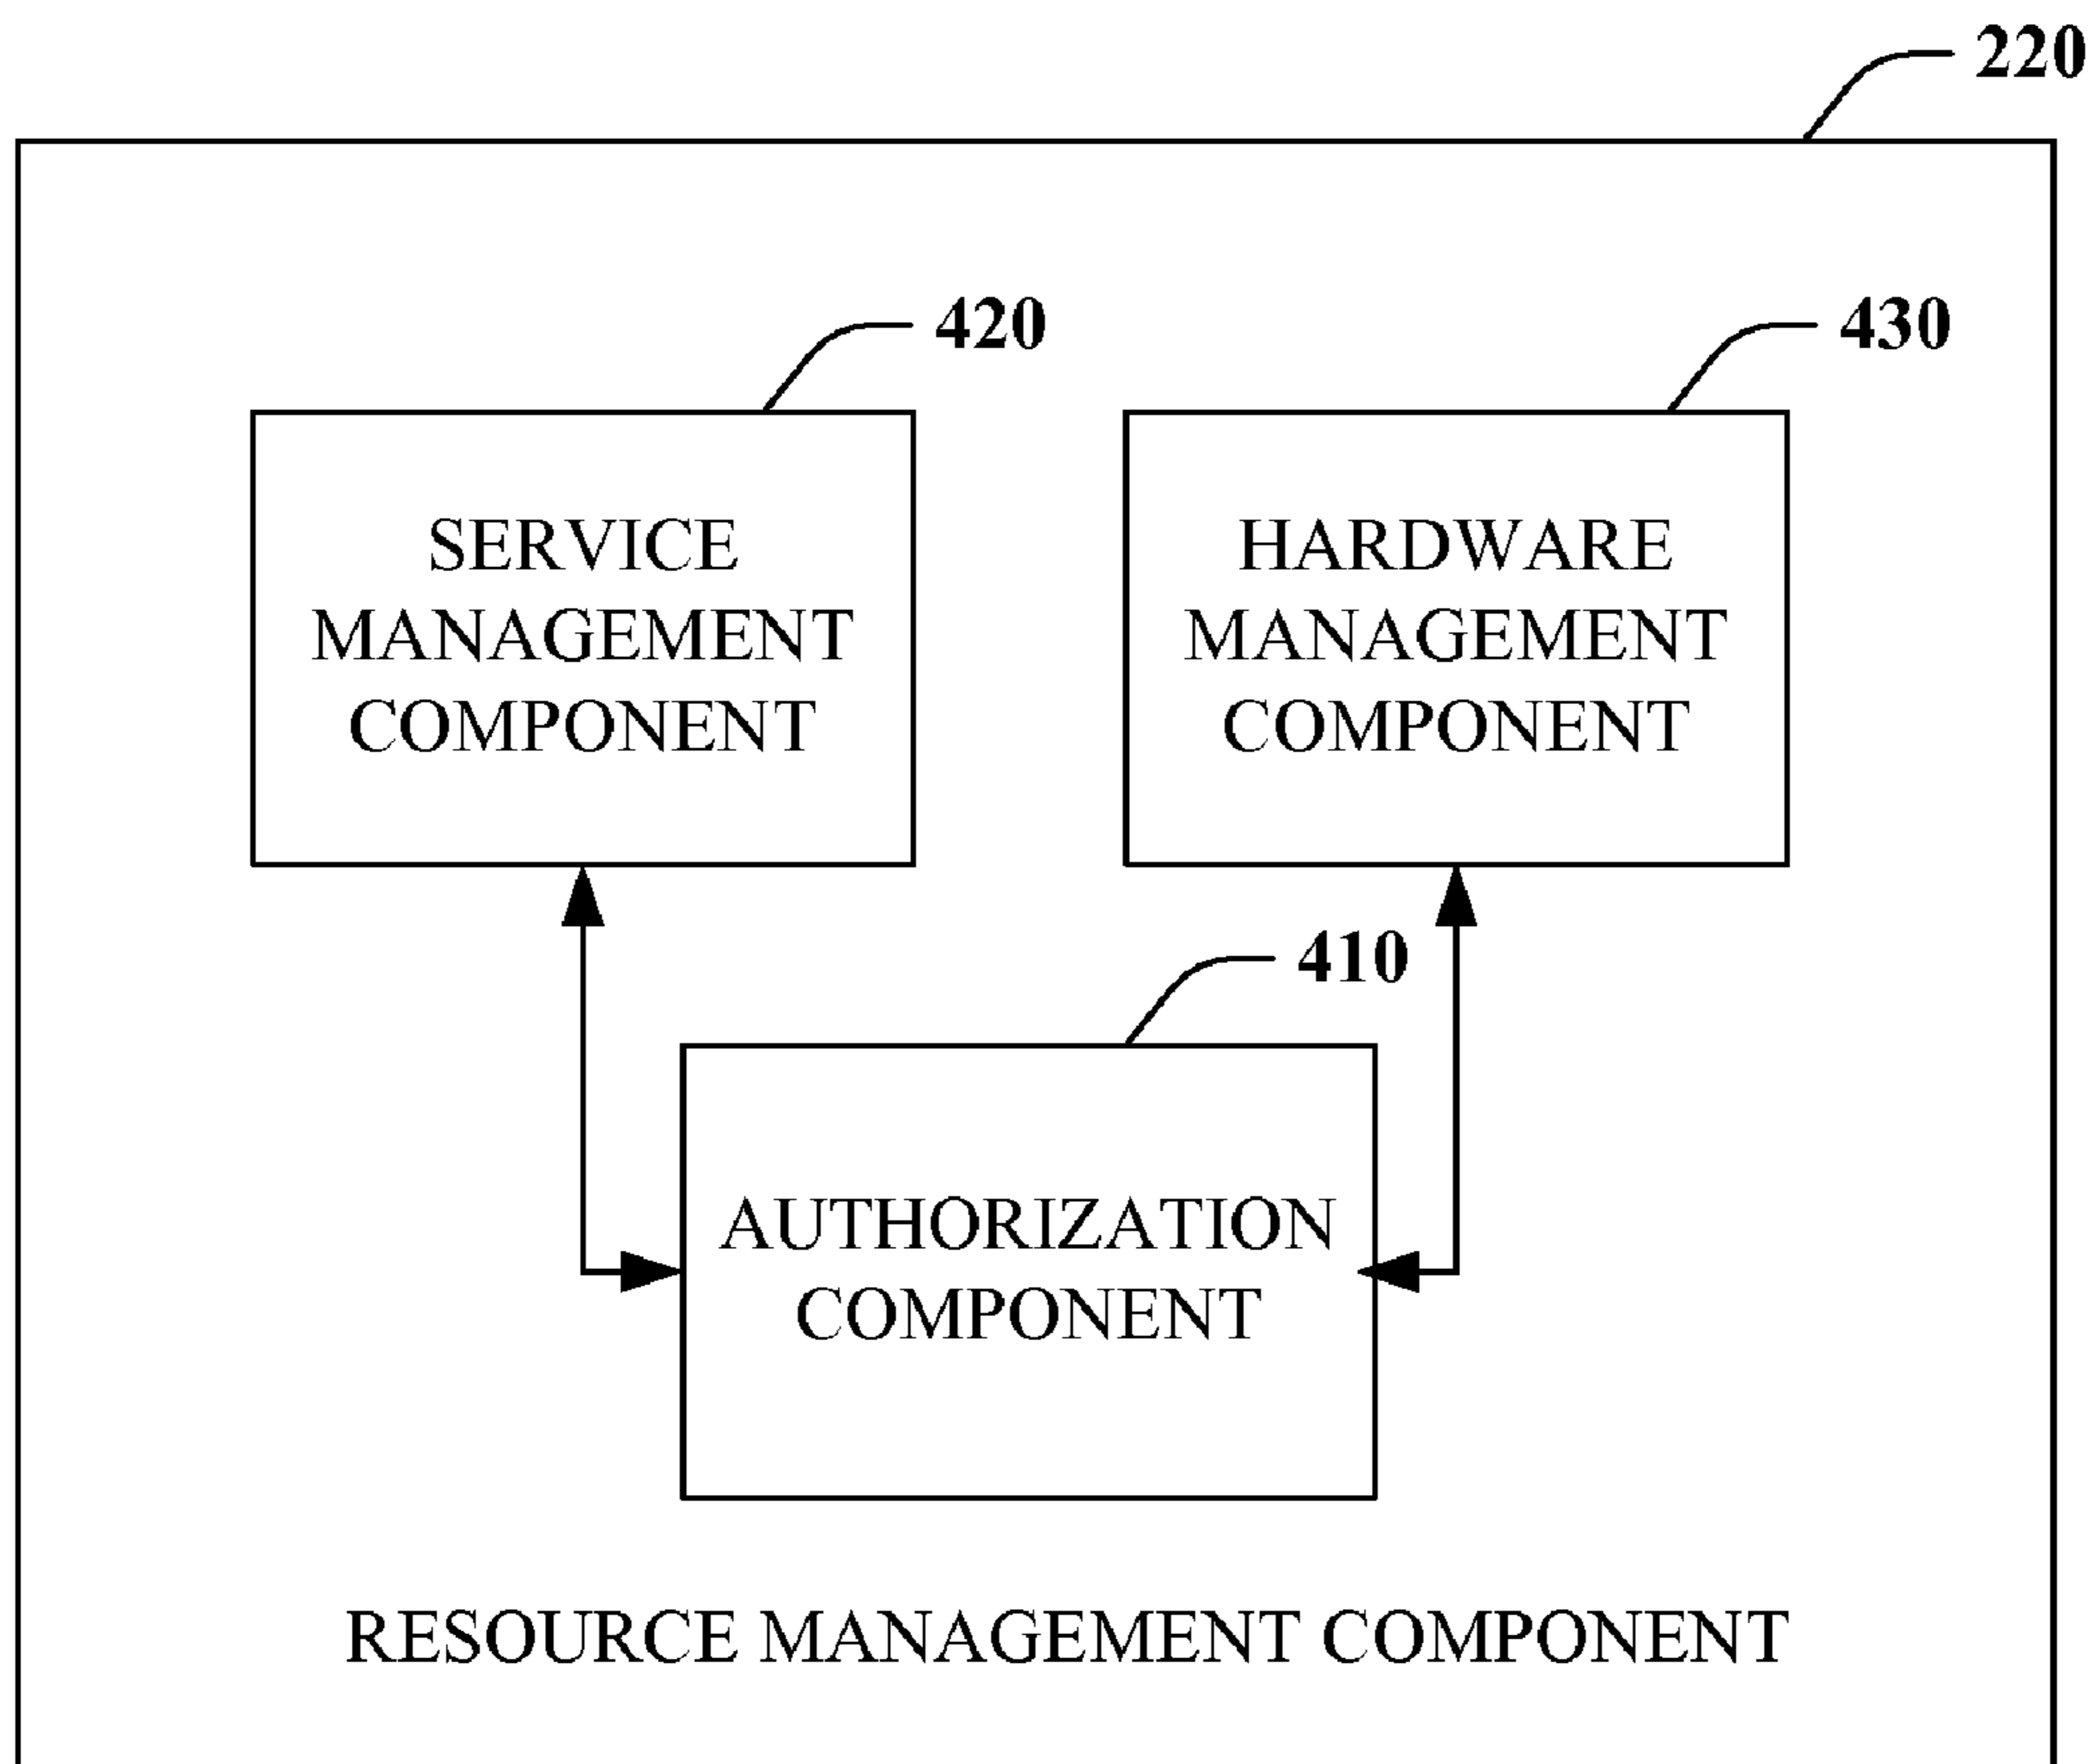 220
420
430
SERVICE
MANAGEMENT
COMPONENT
HARDWARE
MANAGEMENT
COMPONENT
410
AUTHORIZATION
COMPONENT
RESOURCE MANAGEMENT COMPONENT